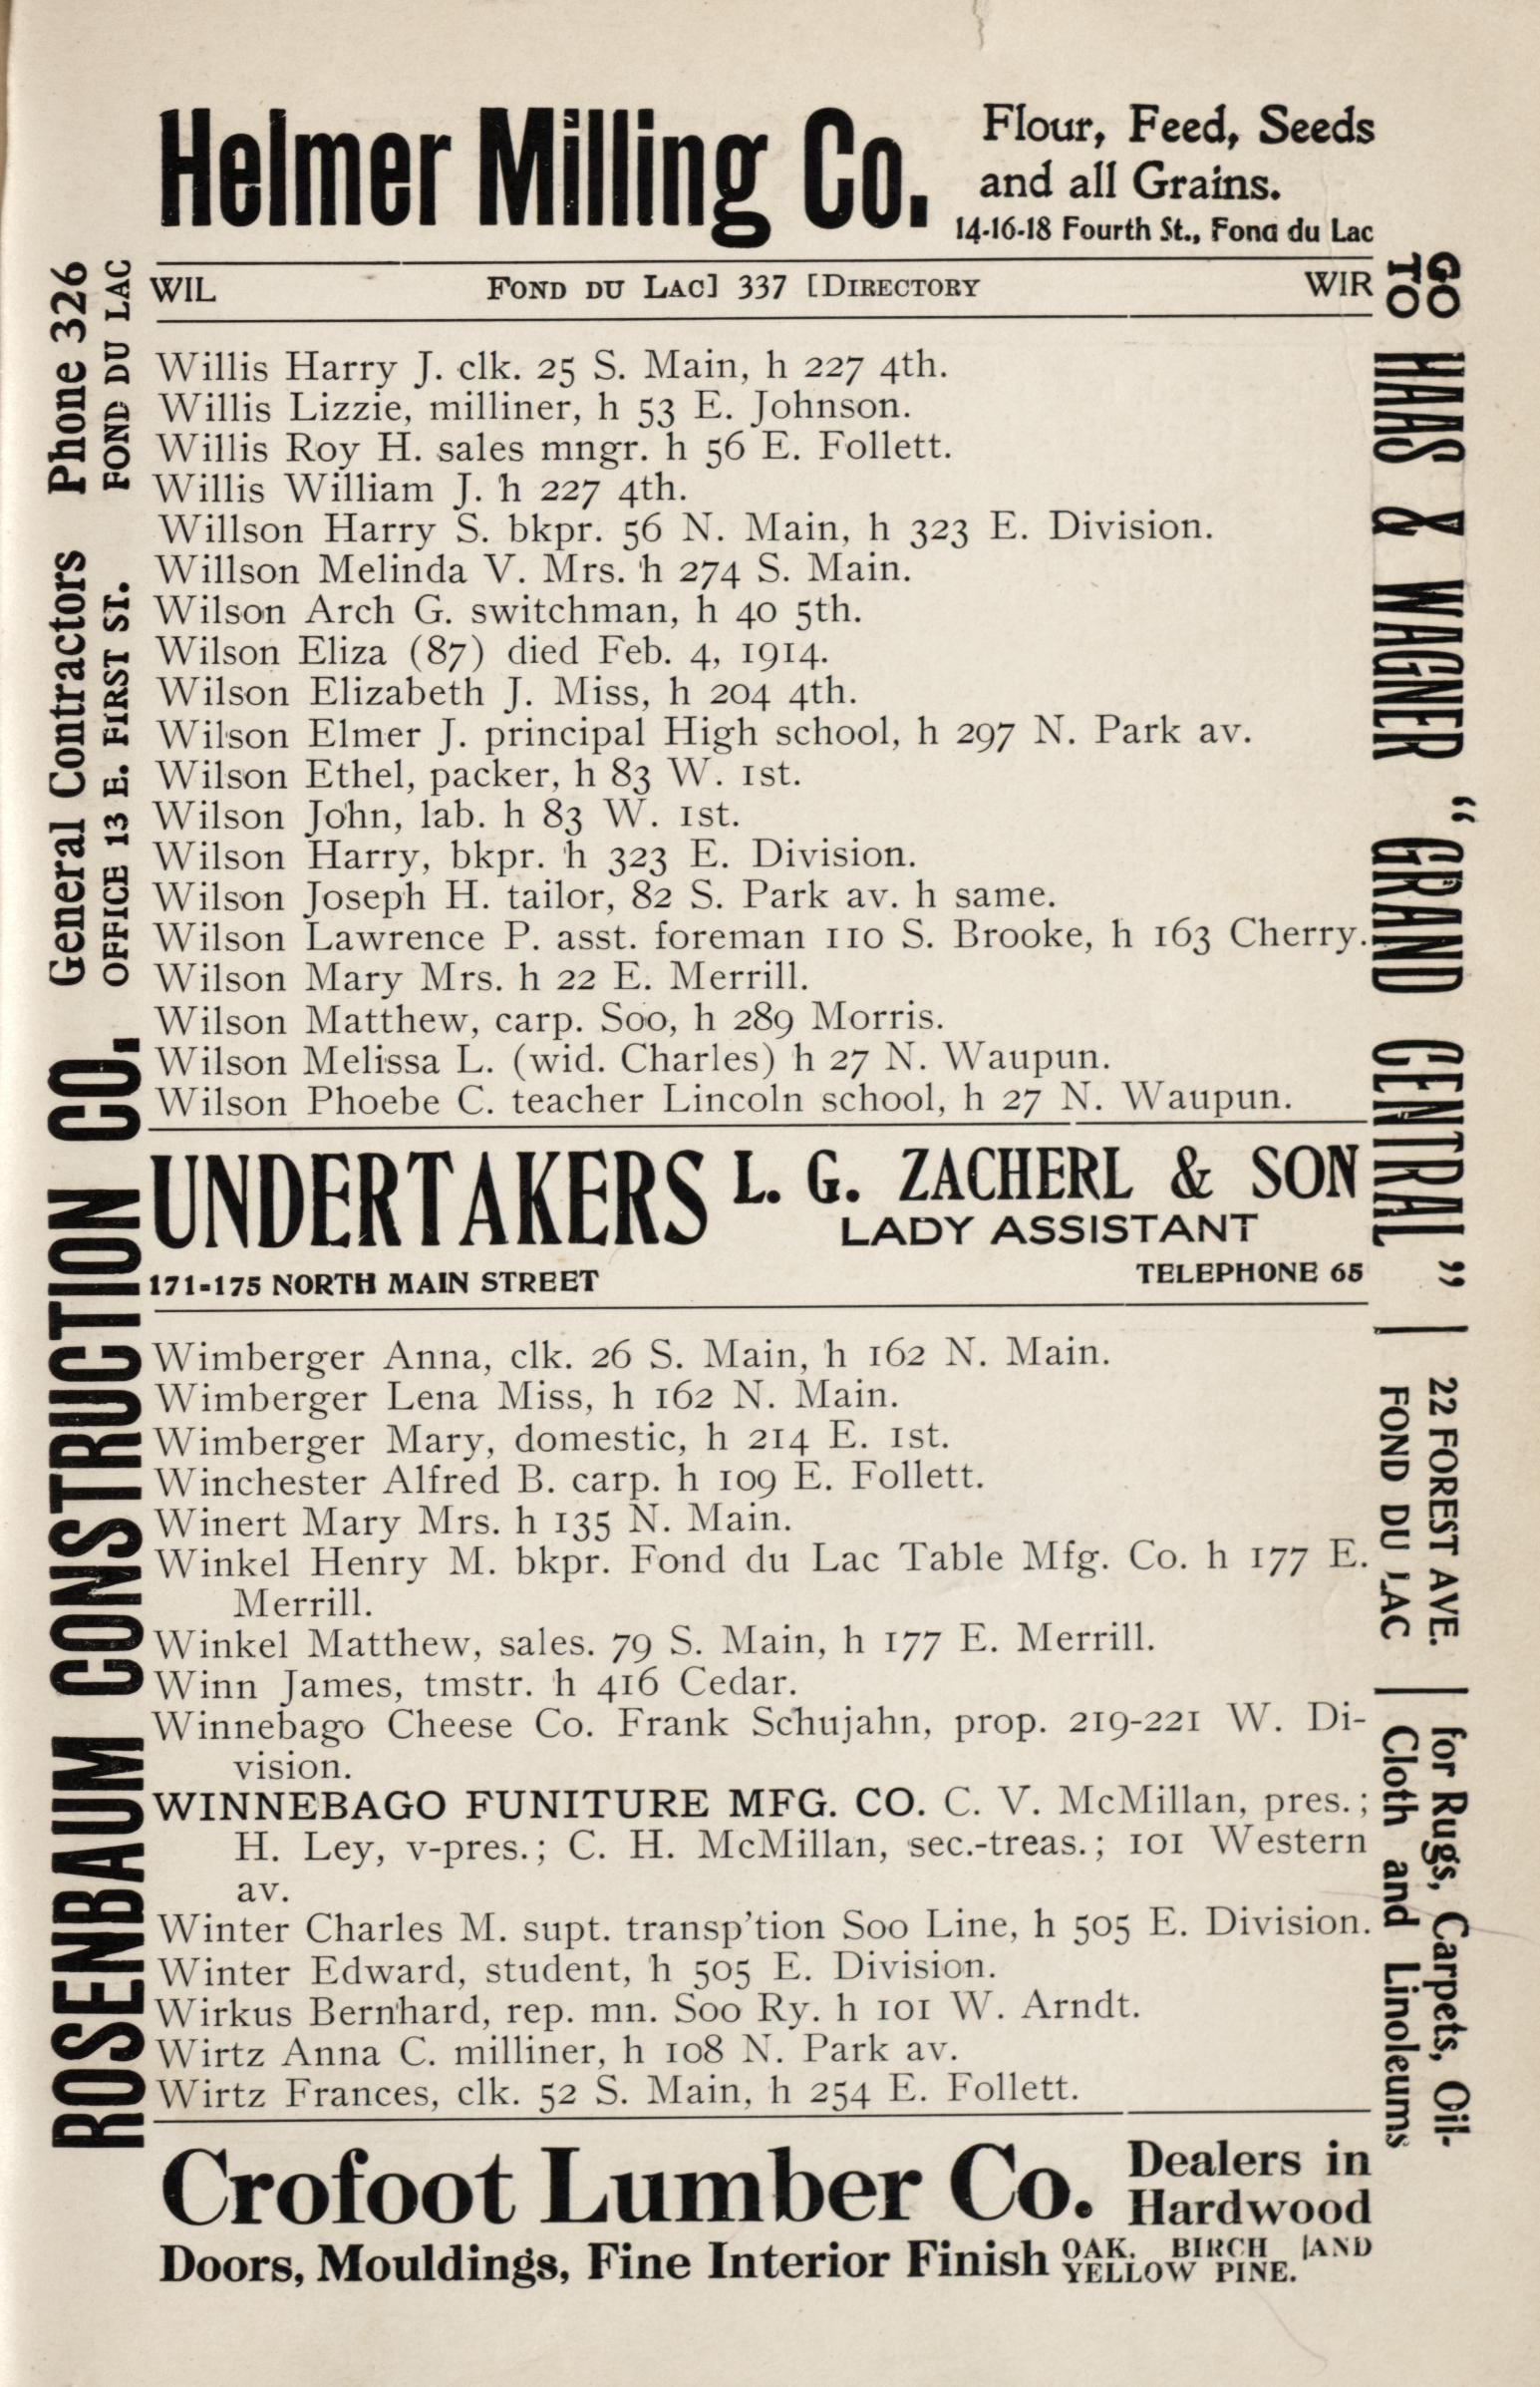 Helmer Milling Co.
Flour, Feed, Seeds
and all Grains.
14-16-18 Fourth St., Fond du Lac
WIL FOND DU LAC] 337 [DIRECTORY WIR
Willis Harry J. clk. 25 S. Main, h 227 4th.
Willis Lizzie, milliner, h 53 E. Johnson.
Willis Roy H. sales mngr. h 56 E. Follett.
Willis William J. h 227 4th.
Willson Harry S. bkpr. 56 N. Main, h 323 E. Division.
Willson Melinda V. Mrs. h 274 S. Main.
Wilson Arch G. switchman, h 40 5th.
Wilson Eliza (87) died Feb. 4, 1914.
Wilson Elizabeth J. Miss, h 204 4th.
Wilson Elmer J. principal High school, h 297 N. Park av.
Wilson Ethel, packer, h 83 W. 1st.
Wilson John, lab. h 83 W. 1st.
Wilson Harry, bkpr. h 323 E. Division.
Wilson Joseph H. tailor, 82 S. Park av. h same.
Wilson Lawrence P. asst. foreman 110 S. Brooke, h 163 Cherry.
Wilson Mary Mrs. h 22 E. Merrill.
Wilson Matthew, carp. Soo, h 289 Morris.
Wilson Melissa L. (wid. Charles) h 27 N. Waupun.
Wilson Phoebe C. teacher Lincoln school, h 27 N. Waupun.
UNDERTAKERS L. G. ZACHERL & SON
LADY ASSISTANT
171-175 NORTH MAIN STREET TELEPHONE 65
Wimberger Anna, clk. 26 S. Main, h 162 N. Main.
Wimberger Lena Miss, h 162 N. Main.
Wimberger Mary, domestic, h 214 E. 1st.
Winchester Alfred B. carp. h 109 E. Follett.
Winert Mary Mrs. h 135 N. Main.
Winkel Henry M. bkpr. Fond du Lac Table Mfg. Co. h 177 E.
Merrill.
Winkel Matthew, sales. 79 S. Main, h 177 E. Merrill.
Winn James, tmstr. h 416 Cedar.
Winnebago Cheese Co. Frank Schujahn, prop. 219-221 W. Di-
vision.
WINNEBAGO FUNITURE MFG. CO. C. V. McMillan, pres.;
H. Ley, v-pres.; C. H. McMillan, sec.-treas.; 101 Western
av.
Winter Charles M. supt. transp'tion Soo Line, h 505 E. Division.
Winter Edward, student, h 505 E. Division.
Wirkus Bernhard, rep. mn. Soo Ry. h 101 W. Arndt.
Wirtz Anna C. milliner, h 108 N. Park av.
Wirtz Frances, clk. 52 S. Main, h 254 E. Follett.
Crofoot Lumber Co. Dealers in
Hardwood
Doors, Mouldings, Fine Interior Finish OAK, BIRCH AND
YELLOW PINE.
ROSENBAUM CONSTRUCTION CO. General Contractors Phone 326
OFFICE 13 E. FIRST ST. FOND DU LAC
GO
TO
HAAS & WAGNER "GRAND CENTRAL"
22 FOREST AVE.
FOND DU LAC
for Rugs, Carpets, Oil-
Cloth and Linoleums